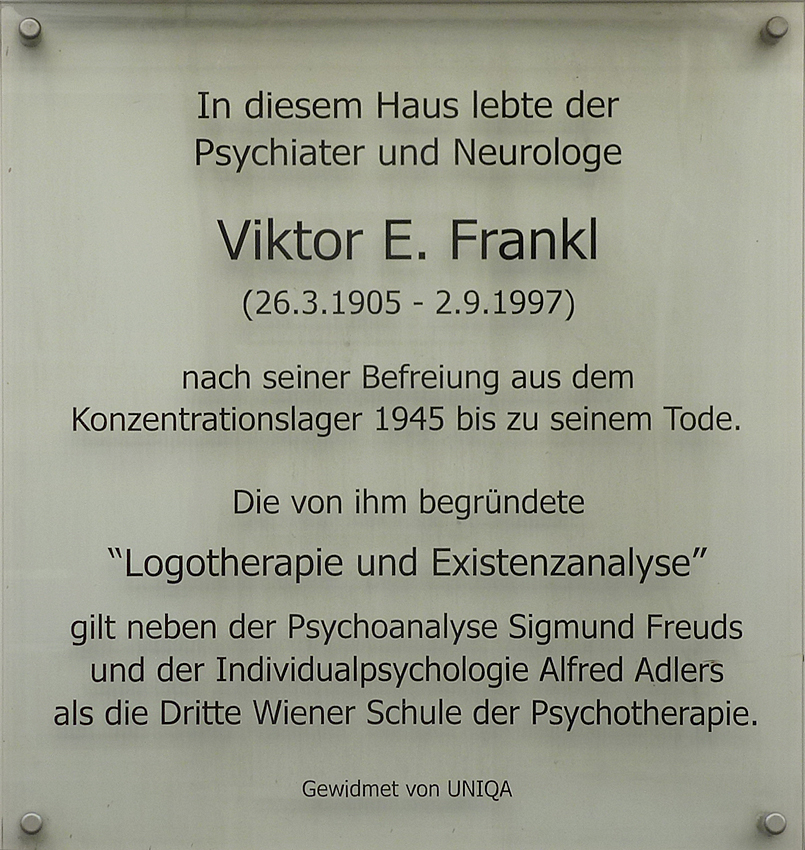 In diesem Haus lebte der
Psychiater und Neurologe
Viktor E. Frankl
(26.3.1905 - 2.9.1997)
nach seiner Befreiung aus dem
Konzentrationslager 1945 bis zu seinem Tode.
Die von ihm begründete
“Logotherapie und Existenzanalyse”
gilt neben der Psychoanalyse Sigmund Freuds
und der Individualpsychologie Alfred Adlers
als die Dritte Wiener Schule der Psychotherapie.
Gewidmet von UNIQA